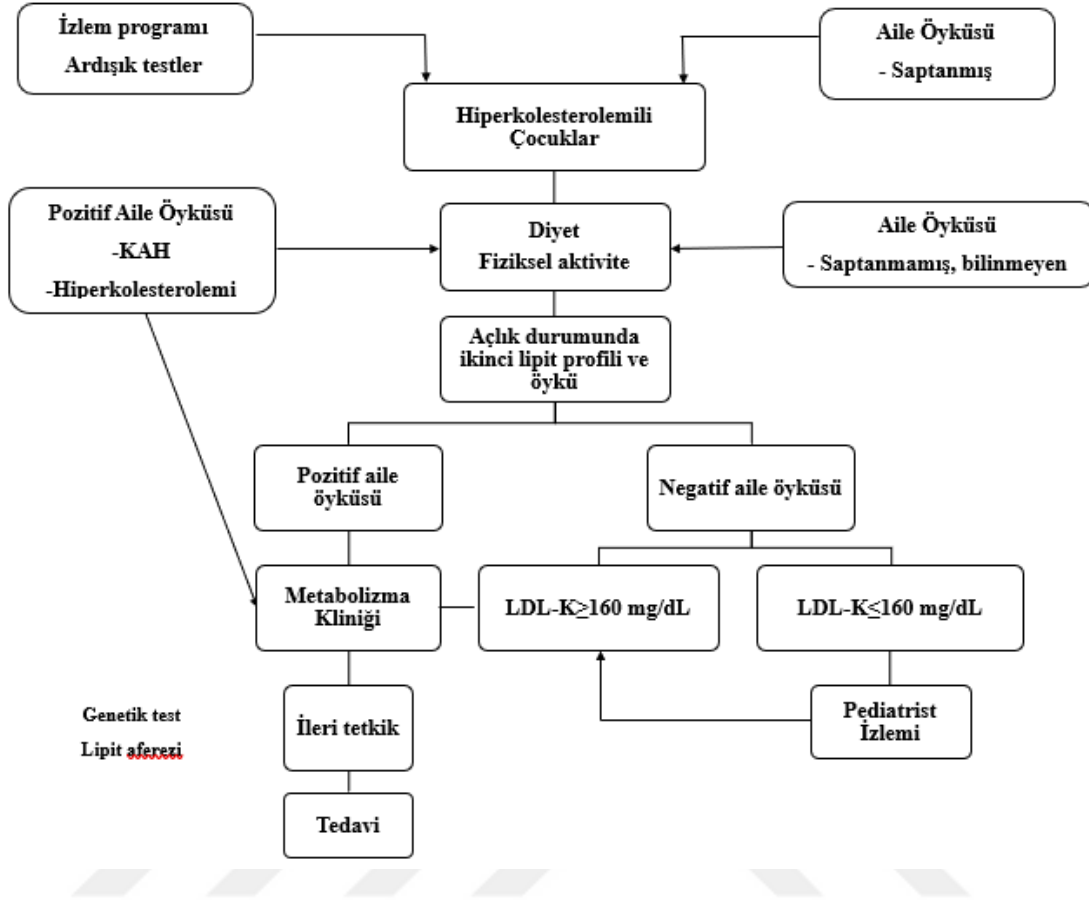 İzlem programı
Ardışık testler
Aile Öyküsü
- Saptanmış
Hiperkolesterolemili
Çocuklar
Pozitif Aile Öyküsü
-KAH
-Hiperkolesterolemi
Diyet
Fiziksel aktivite
Aile Öyküsü
- Saptanmamış, bilinmeyen
Açlık durumunda
ikinci lipit profili ve
öykü
Pozitif aile
öyküsü
Negatif aile öyküsü
Metabolizma
Kliniği
LDL-K≥160 mg/dL
LDL-K≤160 mg/dL
Genetik test
Lipit aferezi
İleri tetkik
Pediatrist
İzlemi
Tedavi